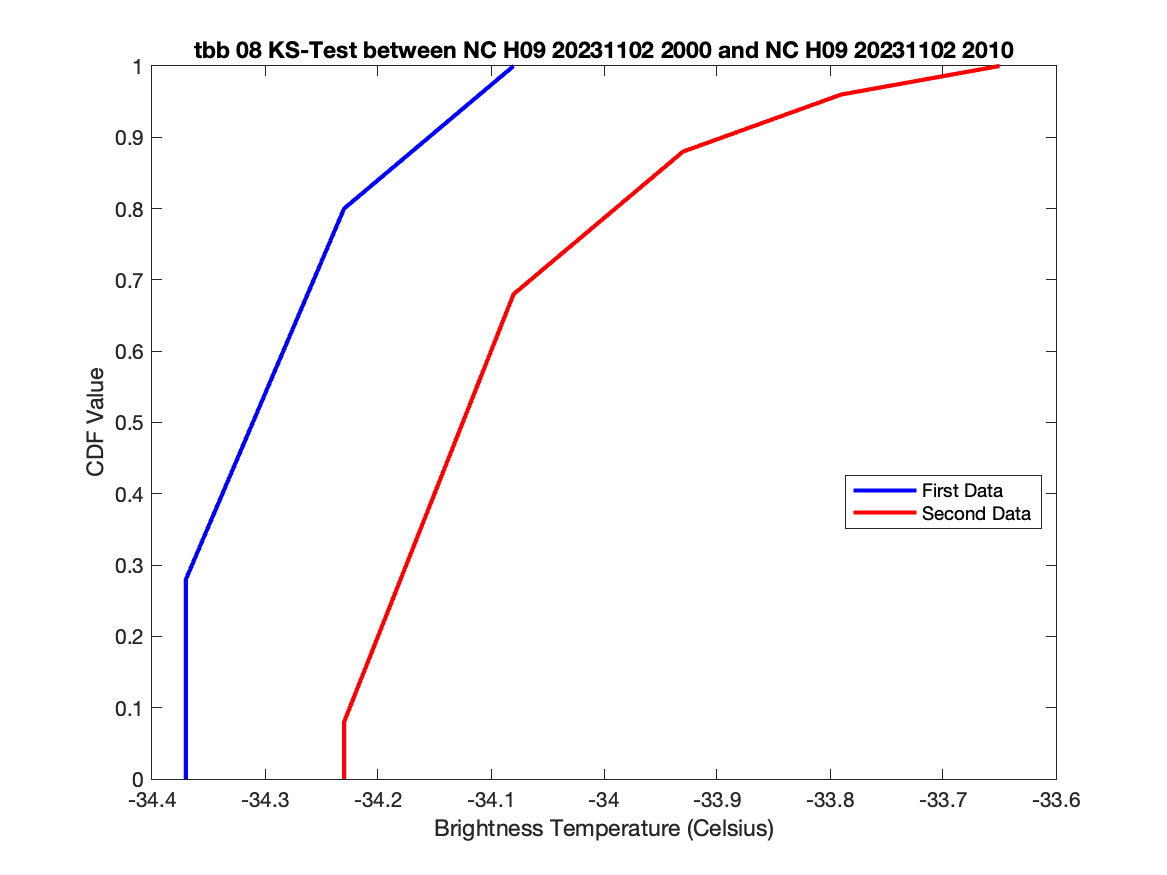 tbb 08 KS-Test between NC H09 20231102 2000 and NC H09 20231102 2010
1
0.9
0.8
0.7
0.6
0.5
0.4
0.3
0.2
0.1
0
CDF Value
First Data
Second Data
-34.4 -34.3 -34.2 -34.1 -34 -33.9 -33.8 -33.7 -33.6
Brightness Temperature (Celsius)